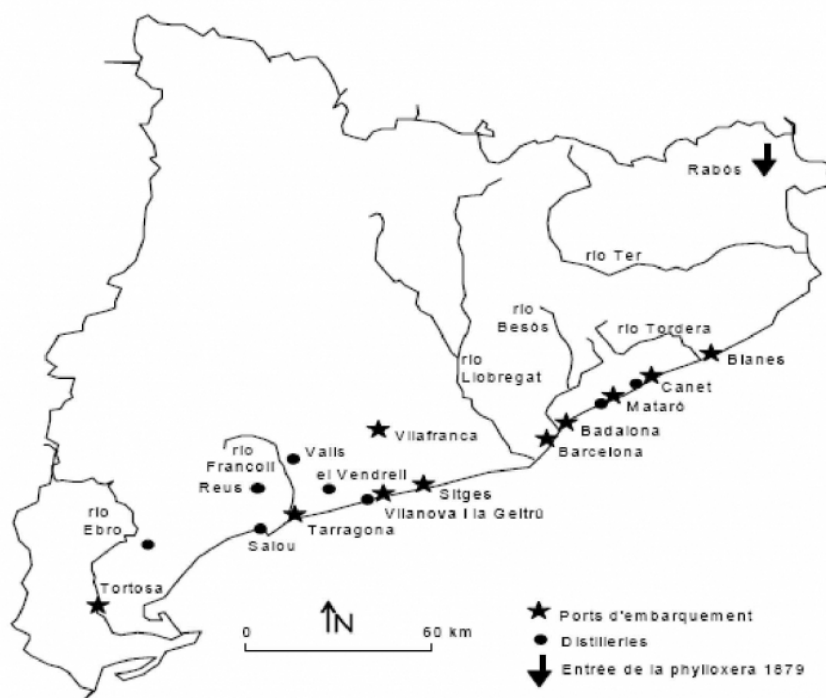 Rabòs
río Ter
río
Besòs
río Tordera
Blanes
río
Llobregat
Canet
Mataró
Badalona
Barcelona
Vilafranca
río
Francolí
Valls
el Vendrell
Reus
Sitges
Vilanova i la Geltrú
Tarragona
Salou
río
Ebro
Tortosa
N
0 60 km
Ports d'embarquement
Distilleries
Entrée de la phylloxera 1879